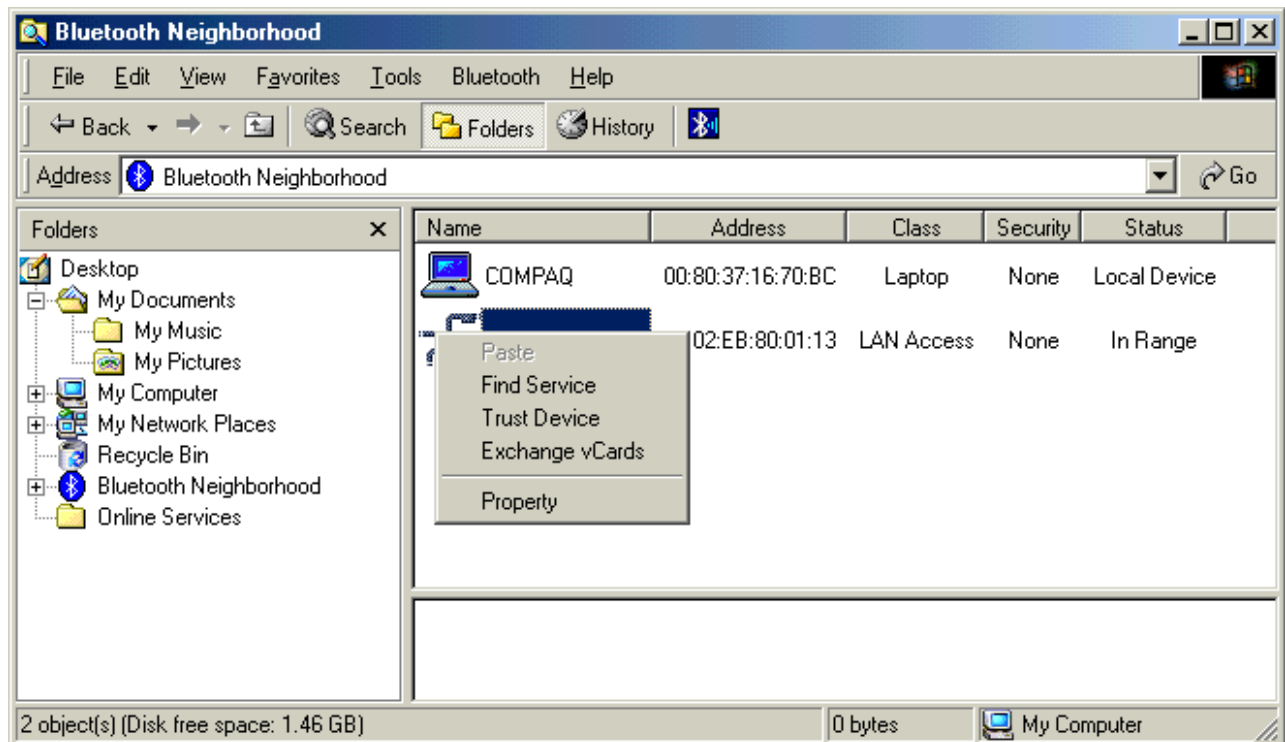 Bluetooth Neighborhood
File Edit View Favorites Tools Bluetooth Help
Back Search Folders History
Address Bluetooth Neighborhood Go
Folders
Desktop
My Documents
My Music
My Pictures
My Computer
My Network Places
Recycle Bin
Bluetooth Neighborhood
Online Services
Name Address Class Security Status
COMPAQ 00:80:37:16:70:BC Laptop None Local Device
02:EB:80:01:13 LAN Access None In Range
Paste
Find Service
Trust Device
Exchange vCards
Property
2 object(s) (Disk free space: 1.46 GB) 0 bytes My Computer